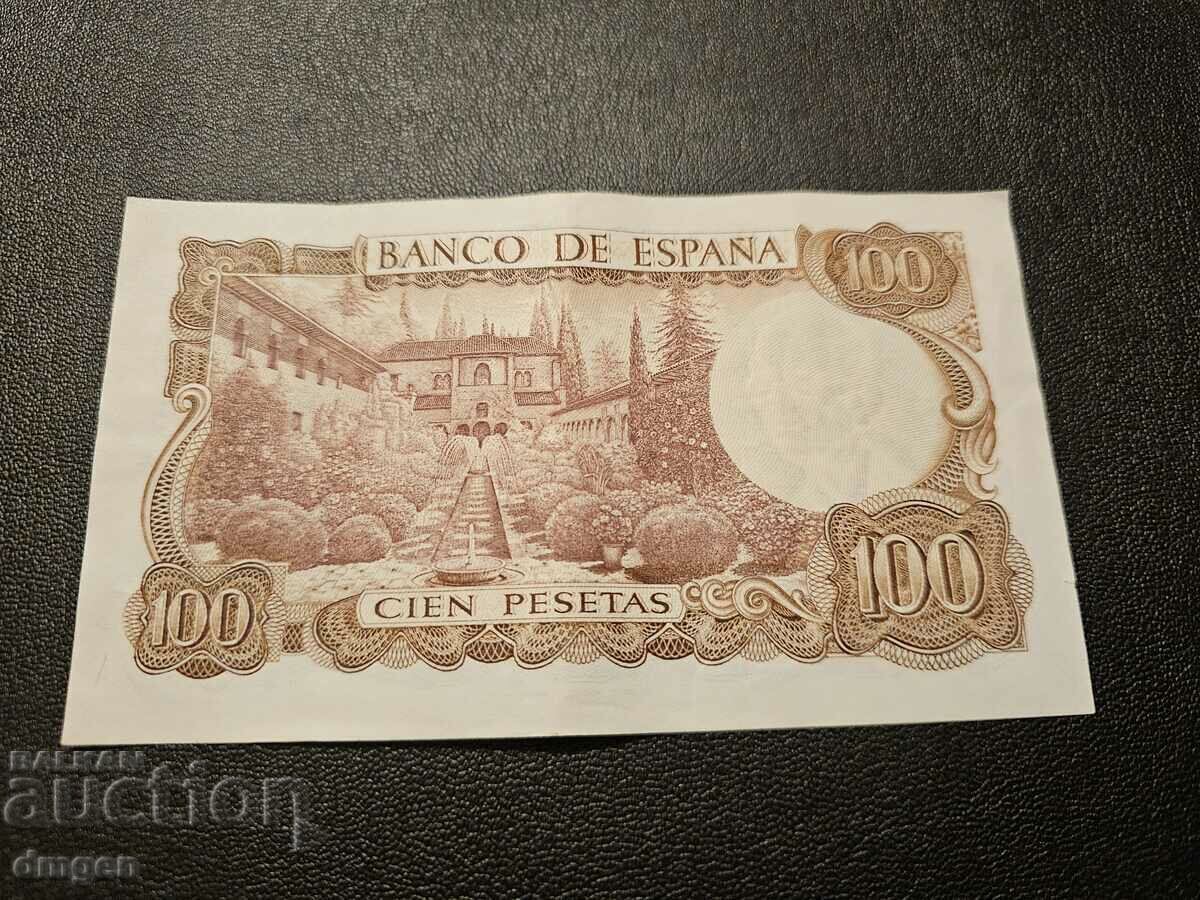 BANCO DE ESPAÑA
100
CIEN PESETAS
100
100
BALKAN
auction
dmgen